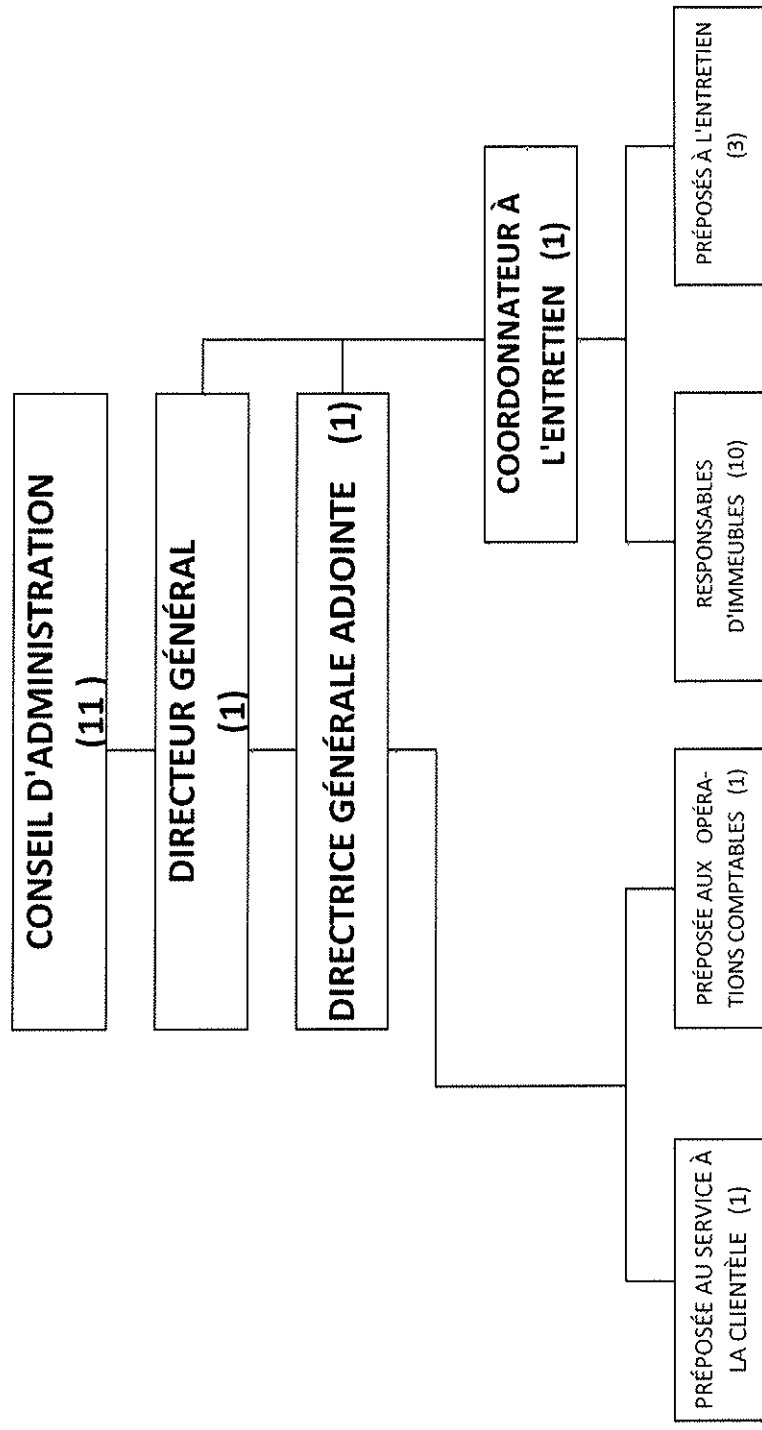 CONSEIL D'ADMINISTRATION
(11)
DIRECTEUR GÉNÉRAL
(1)
DIRECTRICE GÉNÉRALE ADJOINTE (1)
COORDONNATEUR À
L'ENTRETIEN (1)
PRÉPOSÉE AU SERVICE À
LA CLIENTÈLE (1)
PRÉPOSÉE AUX OPÉRA-
TIONS COMPTABLES (1)
RESPONSABLES
D'IMMEUBLES (10)
PRÉPOSÉS À L'ENTRETIEN
(3)